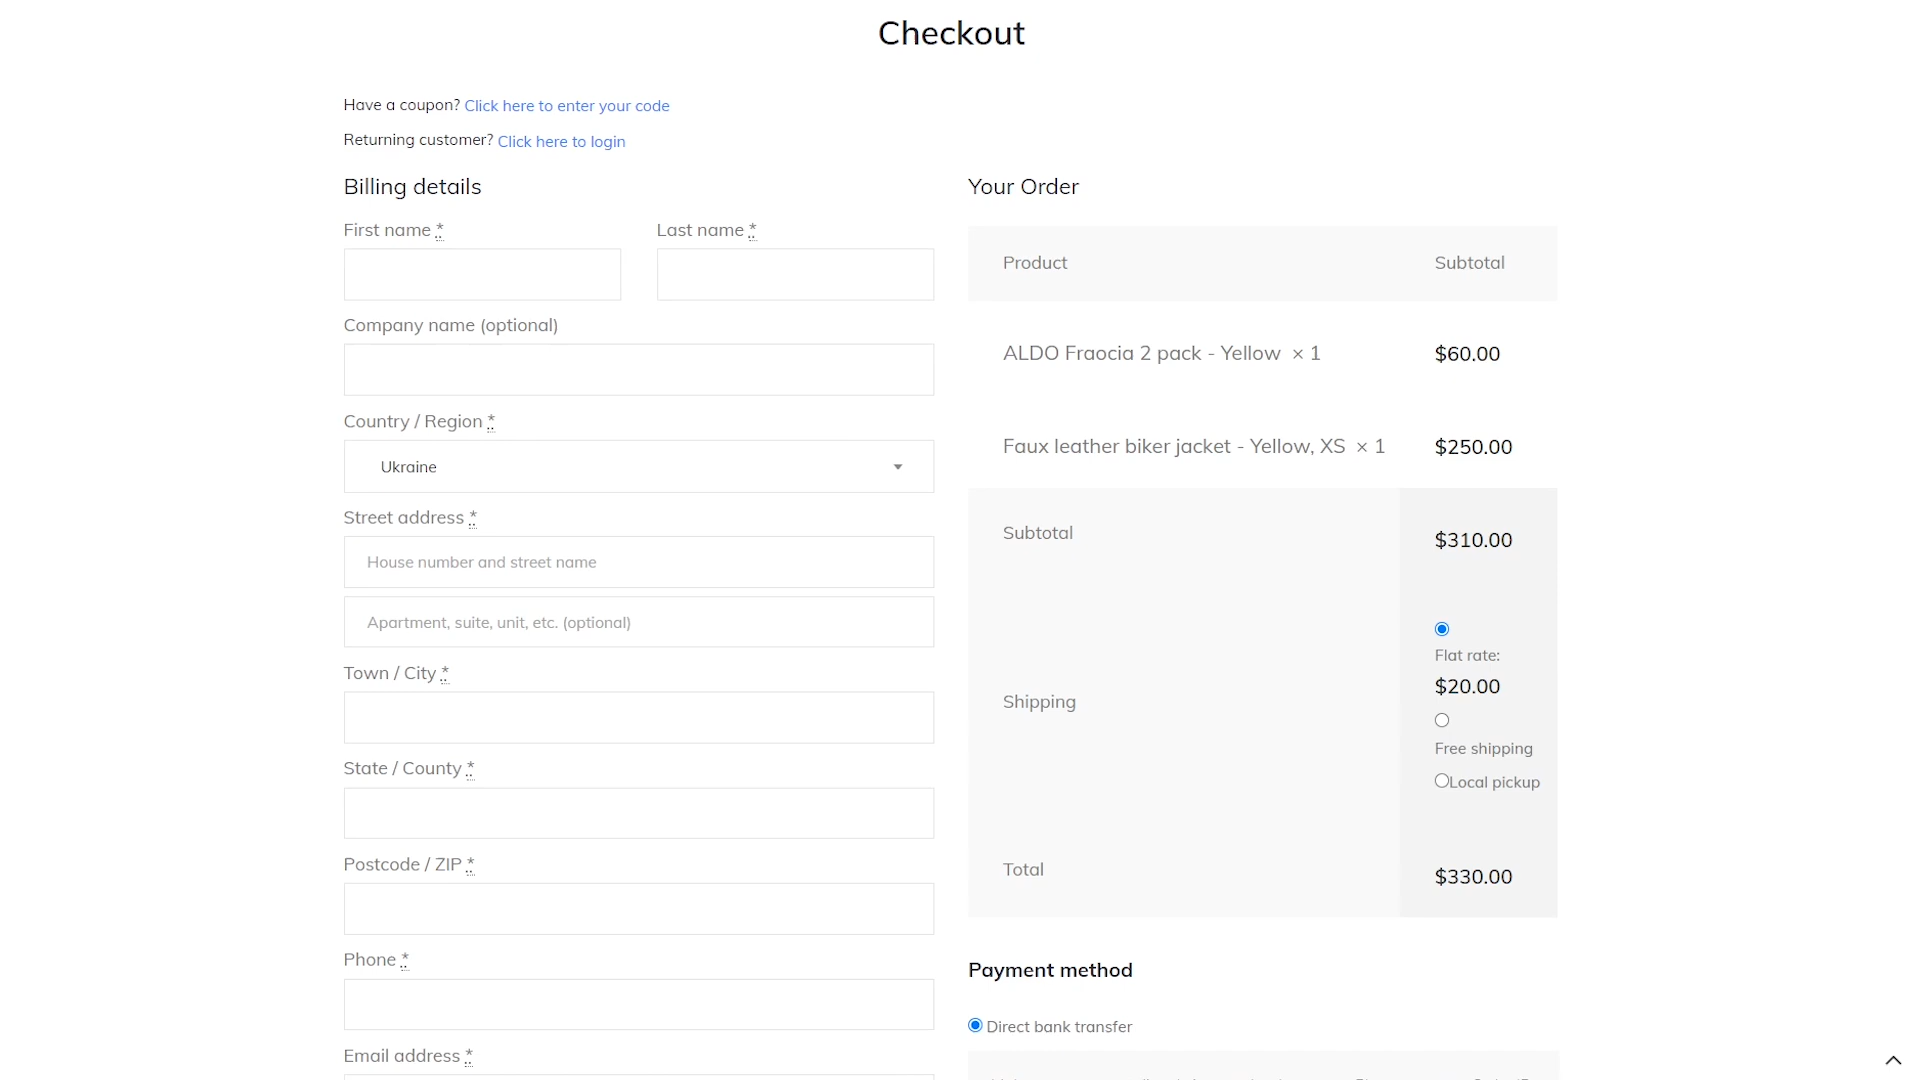 Checkout
Have a coupon? Click here to enter your code
Returning customer? Click here to login
Billing details
First name *
Last name *
Company name (optional)
Country / Region *
Ukraine
Street address *
House number and street name
Apartment, suite, unit, etc. (optional)
Town / City *
State / County *
Postcode / ZIP *
Phone *
Email address *
Your Order
Product Subtotal
ALDO Fraocia 2 pack - Yellow × 1 $60.00
Faux leather biker jacket - Yellow, XS × 1 $250.00
Subtotal $310.00
Shipping
Flat rate:
$20.00
Free shipping
Local pickup
Total $330.00
Payment method
Direct bank transfer